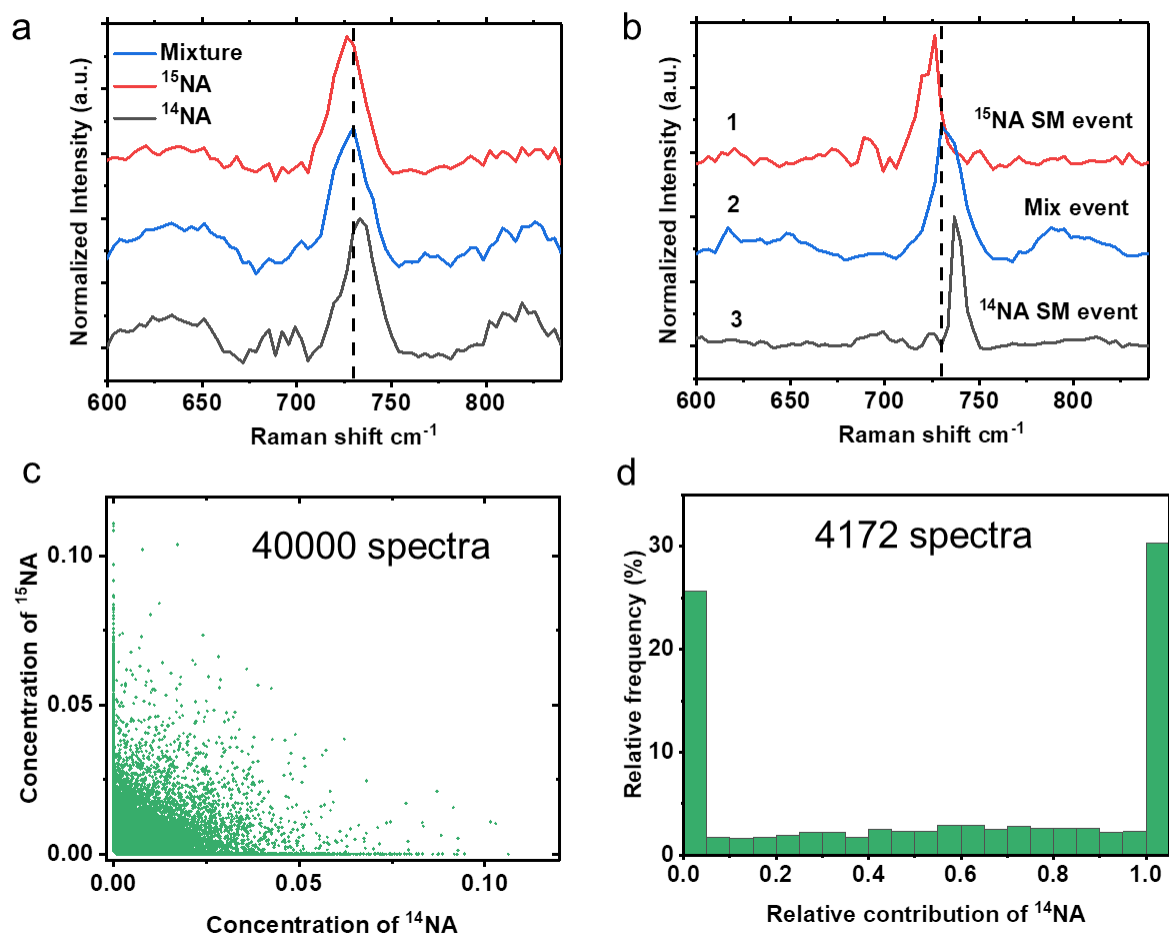 a
Normalized Intensity (a.u.)
Mixture
¹⁵NA
¹⁴NA
600 650 700 750 800
Raman shift cm⁻¹
b
Normalized Intensity (a.u.)
1
¹⁵NA SM event
2
Mix event
3
¹⁴NA SM event
600 650 700 750 800
Raman shift cm⁻¹
c
Concentration of ¹⁵NA
40000 spectra
0.10
0.05
0.00
0.00 0.05 0.10
Concentration of ¹⁴NA
d
Relative frequency (%)
4172 spectra
30
20
10
0
0.0 0.2 0.4 0.6 0.8 1.0
Relative contribution of ¹⁴NA